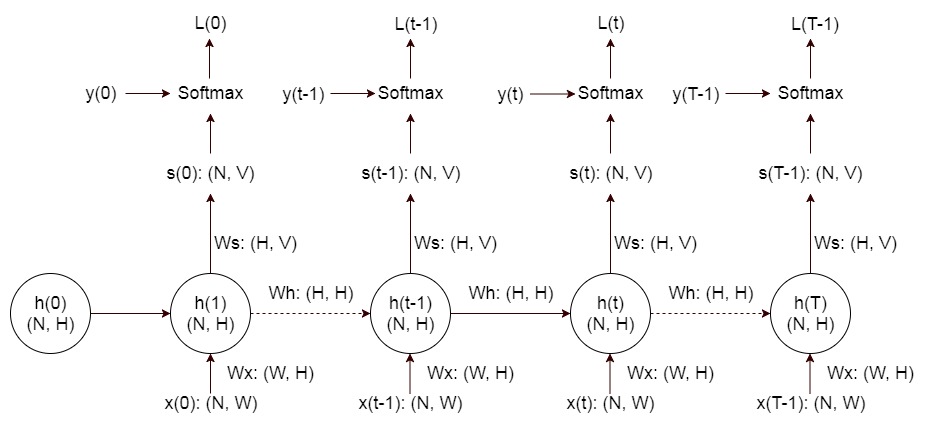 L(0) L(t-1) L(t) L(T-1)
y(0) Softmax y(t-1) Softmax y(t) Softmax y(T-1) Softmax
s(0): (N, V) s(t-1): (N, V) s(t): (N, V) s(T-1): (N, V)
Ws: (H, V) Ws: (H, V) Ws: (H, V) Ws: (H, V)
Wh: (H, H) Wh: (H, H) Wh: (H, H)
h(0) h(1) h(t-1) h(t) h(T)
(N, H) (N, H) (N, H) (N, H) (N, H)
Wx: (W, H) Wx: (W, H) Wx: (W, H) Wx: (W, H)
x(0): (N, W) x(t-1): (N, W) x(t): (N, W) x(T-1): (N, W)